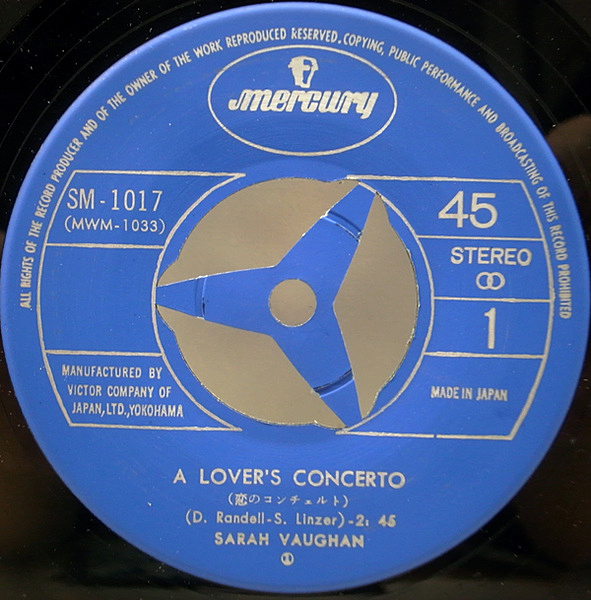 ALL RIGHTS OF THE RECORD PRODUCER AND OF THE OWNER OF THE WORK REPRODUCED RESERVED. COPYING, PUBLIC PERFORMANCE AND BROADCASTING OF THIS RECORD PROHIBITED
mercury
SM-1017
(MWM-1033)
45
STEREO
1
MANUFACTURED BY
VICTOR COMPANY OF
JAPAN, LTD., YOKOHAMA
MADE IN JAPAN
A LOVER'S CONCERTO
(恋のコンチェルト)
(D. Randell-S. Linzer)-2: 45
SARAH VAUGHAN
①